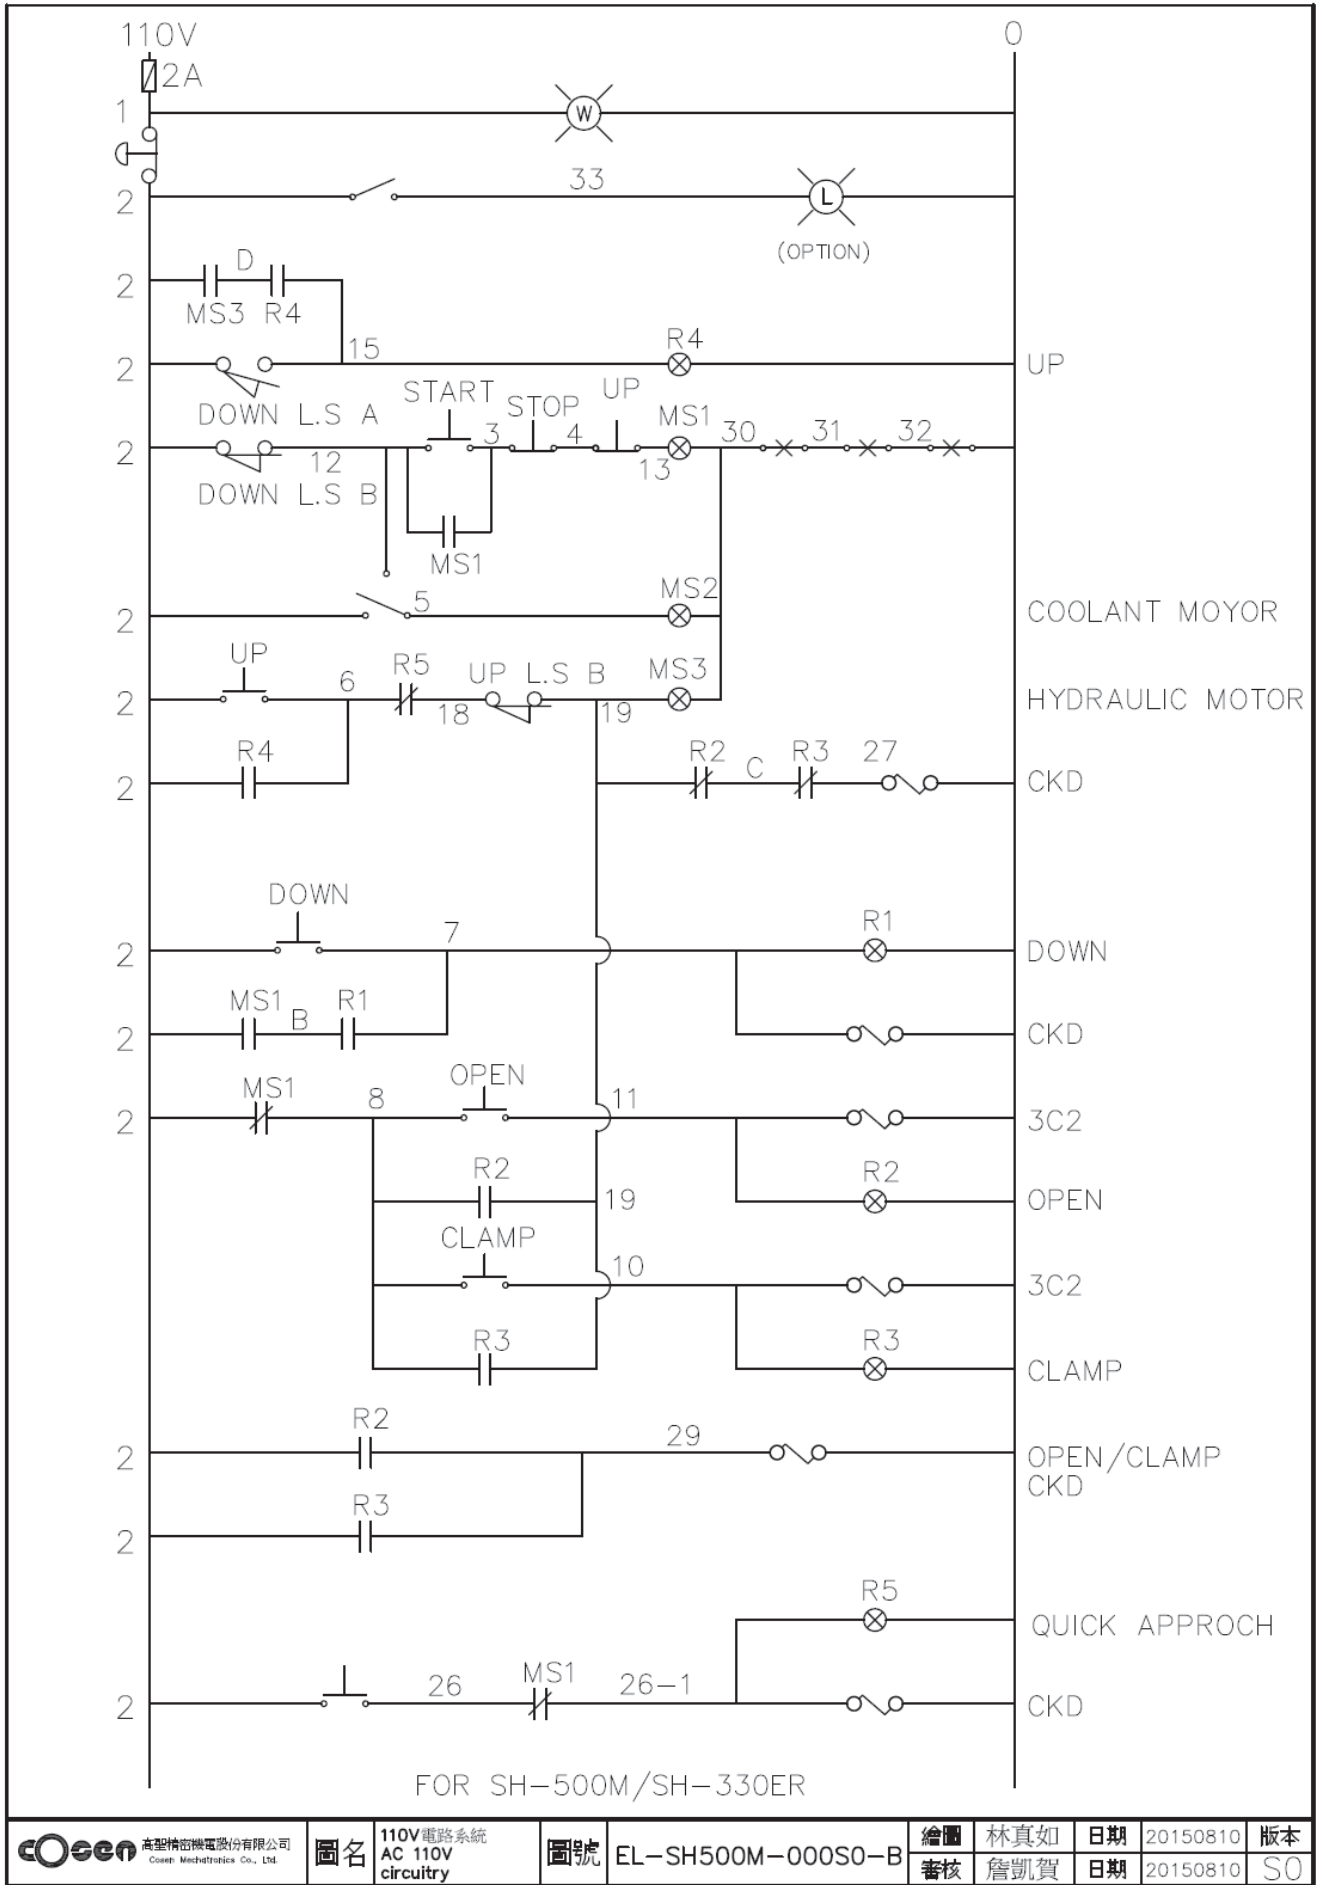 110V
0
2A
1
W
2
33
L
(OPTION)
D
2
MS3 R4
15
R4
2
UP
DOWN L.S A
START
STOP
UP
MS1
2
12
3
4
13
30
31
32
DOWN L.S B
MS1
MS2
2
5
COOLANT MOYOR
UP
R5
UP L.S B
MS3
2
6
18
19
HYDRAULIC MOTOR
R4
R2
C
R3
27
2
CKD
DOWN
7
R1
2
DOWN
MS1
B
R1
2
CKD
MS1
8
OPEN
11
2
3C2
R2
R2
19
OPEN
CLAMP
10
3C2
R3
R3
CLAMP
R2
29
2
OPEN/CLAMP
CKD
R3
2
R5
QUICK APPROCH
26
MS1
26-1
2
CKD
FOR SH-500M/SH-330ER
COSEN 高聖精密機電股份有限公司
Cosen Mechatronics Co., Ltd.
圖名
110V電路系統
AC 110V
circuitry
圖號
EL-SH500M-000S0-B
繪圖 林真如 日期 20150810 版本
審核 詹凱賀 日期 20150810 S0